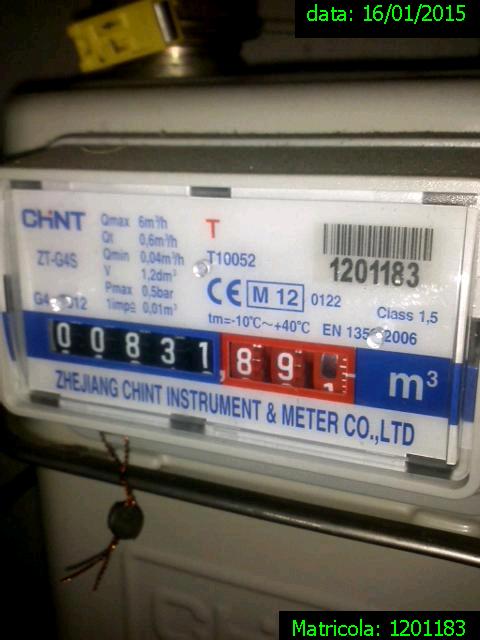 data: 16/01/2015
CHNT
Qmax 6m³/h
Qt 0,6m³/h
Qmin 0,04m³/h
V 1,2dm³
Pmax 0,5bar
1imp≙ 0,01m³
ZT-G4S
T
T10052
1201183
CE M 12 0122
Class 1,5
tm=-10°C~+40°C
00831,89
m³
ZHEJIANG CHINT INSTRUMENT & METER CO.,LTD
Matricola: 1201183